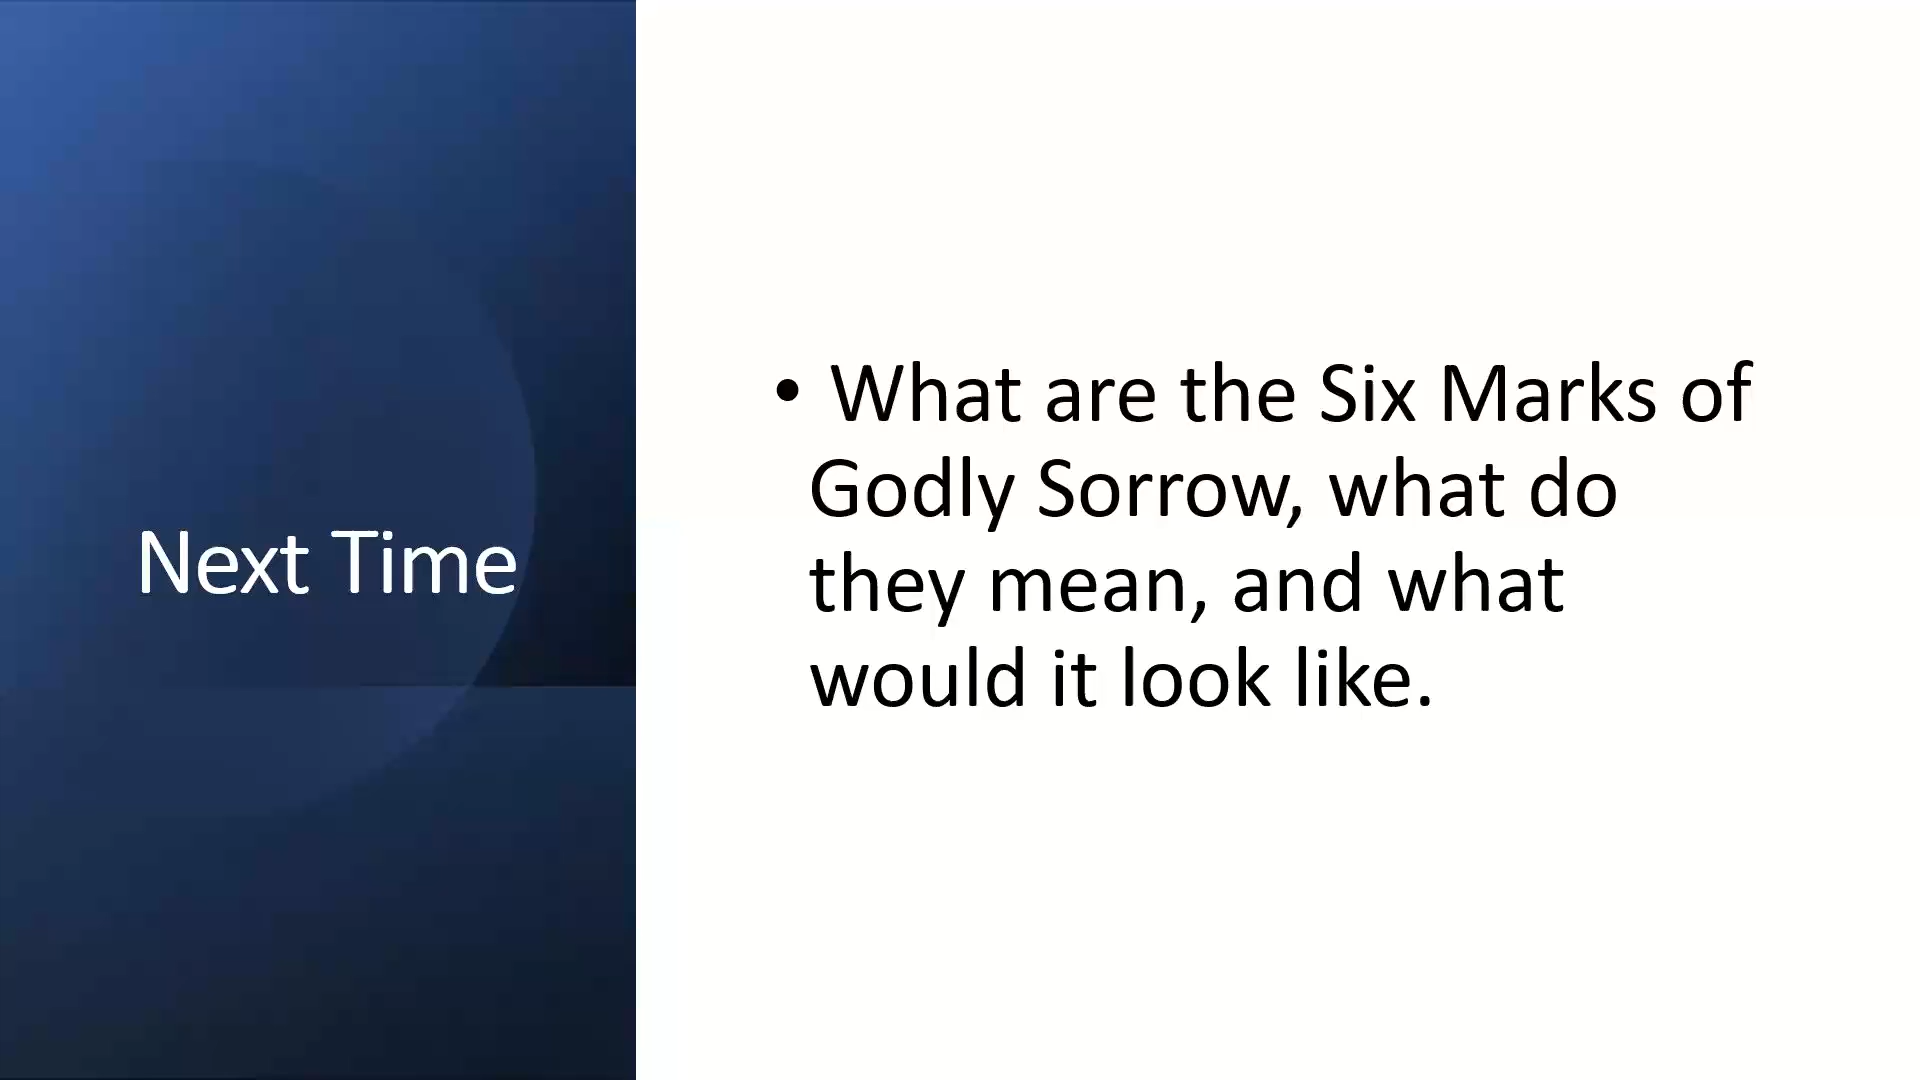 Next Time
• What are the Six Marks of
Godly Sorrow, what do
they mean, and what
would it look like.